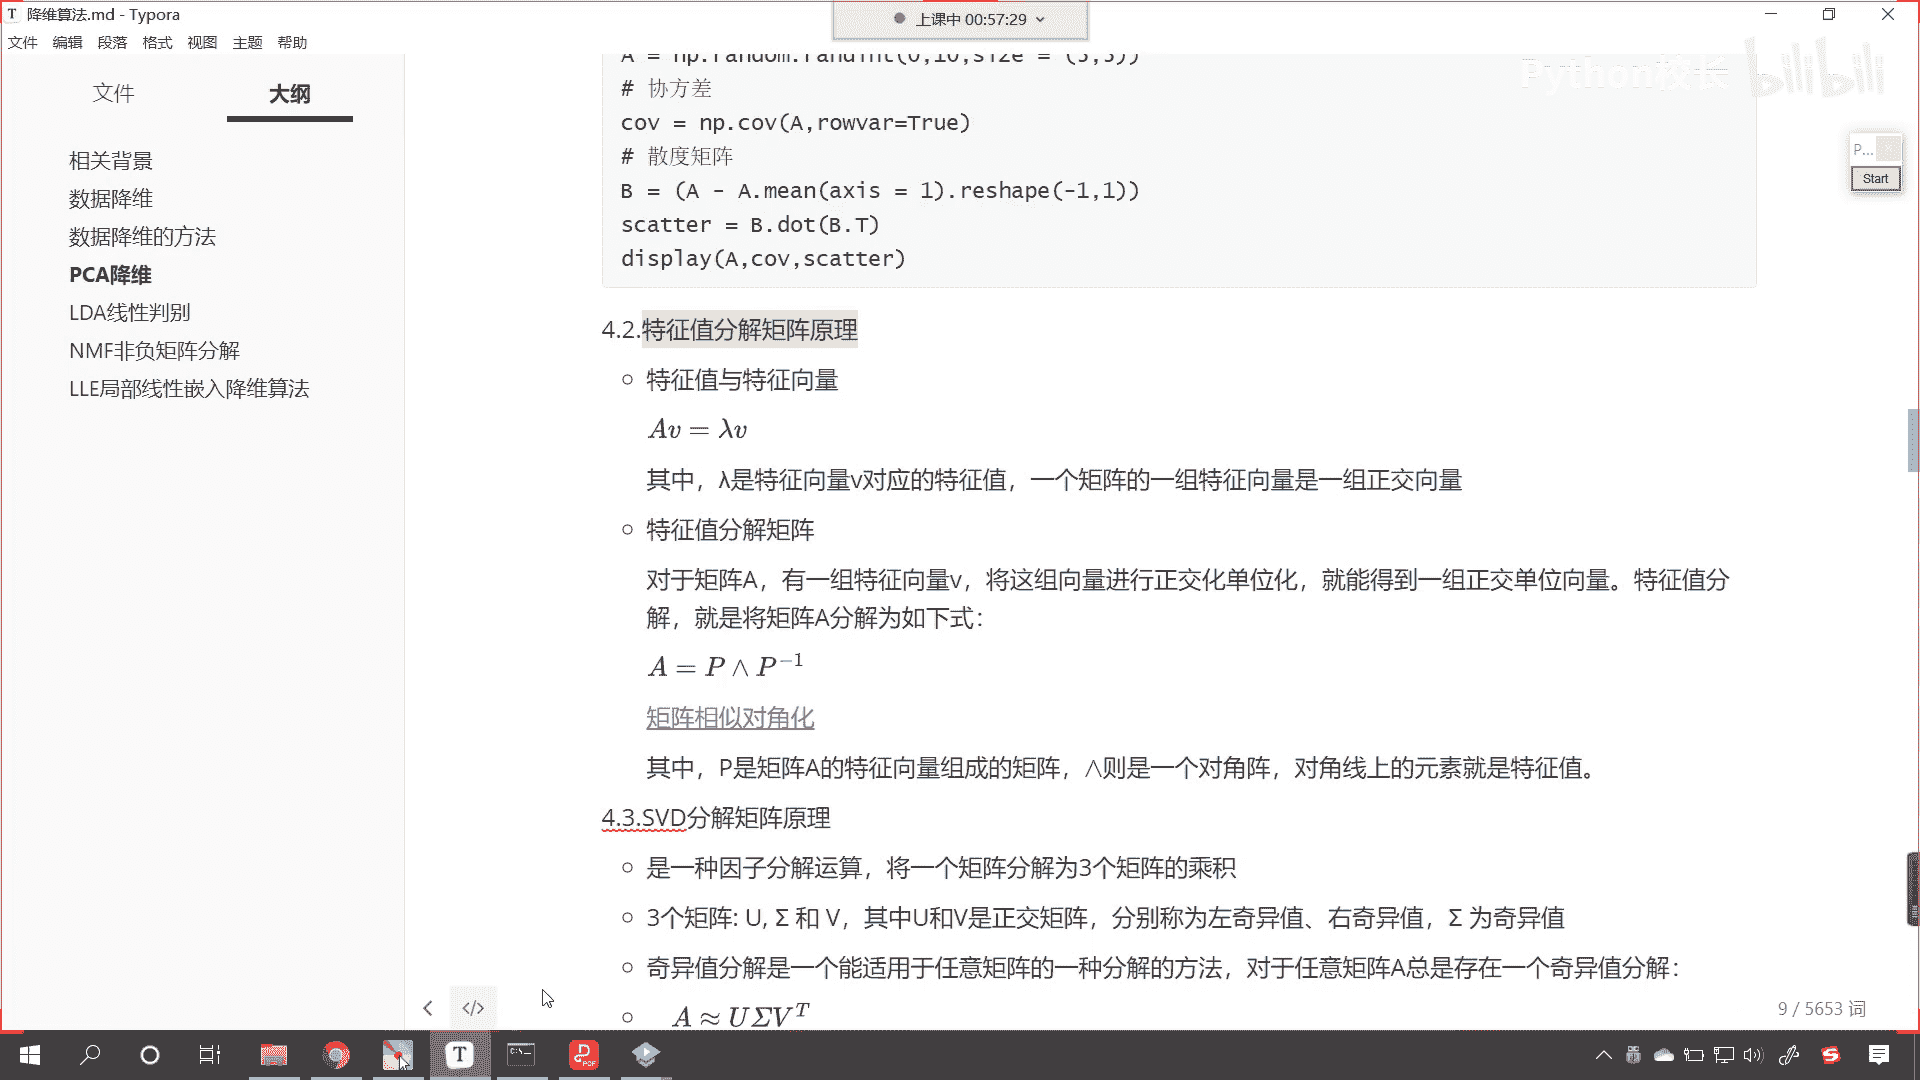 降维算法.md - Typora
上课中 00:57:29
文件 编辑 段落 格式 视图 主题 帮助
文件 大纲
相关背景
数据降维
数据降维的方法
PCA降维
LDA线性判别
NMF非负矩阵分解
LLE局部线性嵌入降维算法
A = np.random.randint(0,10,size = (3,3))
# 协方差
cov = np.cov(A,rowvar=True)
# 散度矩阵
B = (A - A.mean(axis = 1).reshape(-1,1))
scatter = B.dot(B.T)
display(A,cov,scatter)
4.2.特征值分解矩阵原理
特征值与特征向量
Av = λv
其中，λ是特征向量v对应的特征值，一个矩阵的一组特征向量是一组正交向量
特征值分解矩阵
对于矩阵A，有一组特征向量v，将这组向量进行正交化单位化，就能得到一组正交单位向量。特征值分
解，就是将矩阵A分解为如下式：
A = P ∧ P⁻¹
矩阵相似对角化
其中，P是矩阵A的特征向量组成的矩阵，∧则是一个对角阵，对角线上的元素就是特征值。
4.3.SVD分解矩阵原理
是一种因子分解运算，将一个矩阵分解为3个矩阵的乘积
3个矩阵: U, Σ 和 V，其中U和V是正交矩阵，分别称为左奇异值、右奇异值，Σ 为奇异值
奇异值分解是一个能适用于任意矩阵的一种分解的方法，对于任意矩阵A总是存在一个奇异值分解：
A ≈ UΣVᵀ
9 / 5653 词
Python校长 bilibili
P...
Start